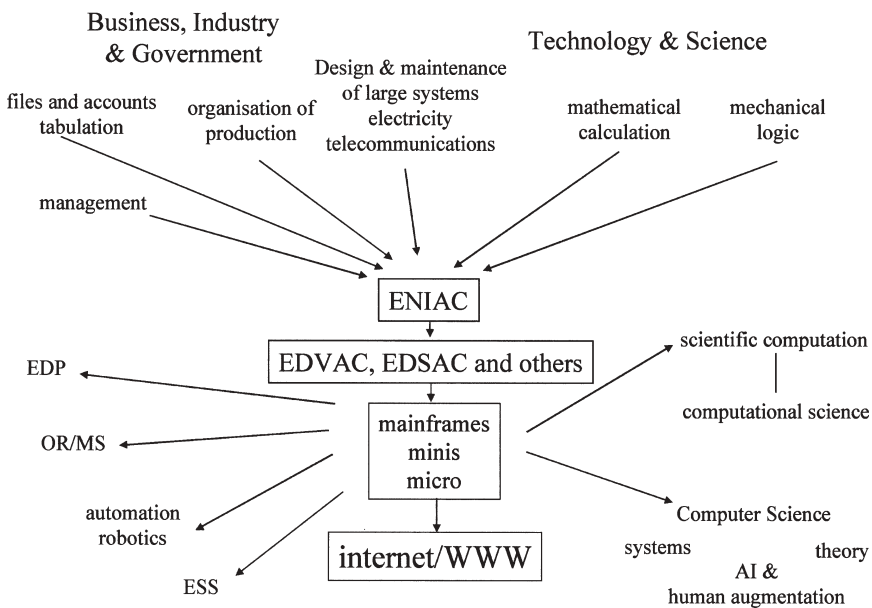 Business, Industry
& Government
Technology & Science
Design & maintenance
of large systems
electricity
telecommunications
files and accounts
tabulation
organisation of
production
mathematical
calculation
mechanical
logic
management
ENIAC
EDVAC, EDSAC and others
scientific computation
EDP
computational science
mainframes
minis
micro
OR/MS
automation
robotics
Computer Science
systems
theory
AI &
human augmentation
internet/WWW
ESS